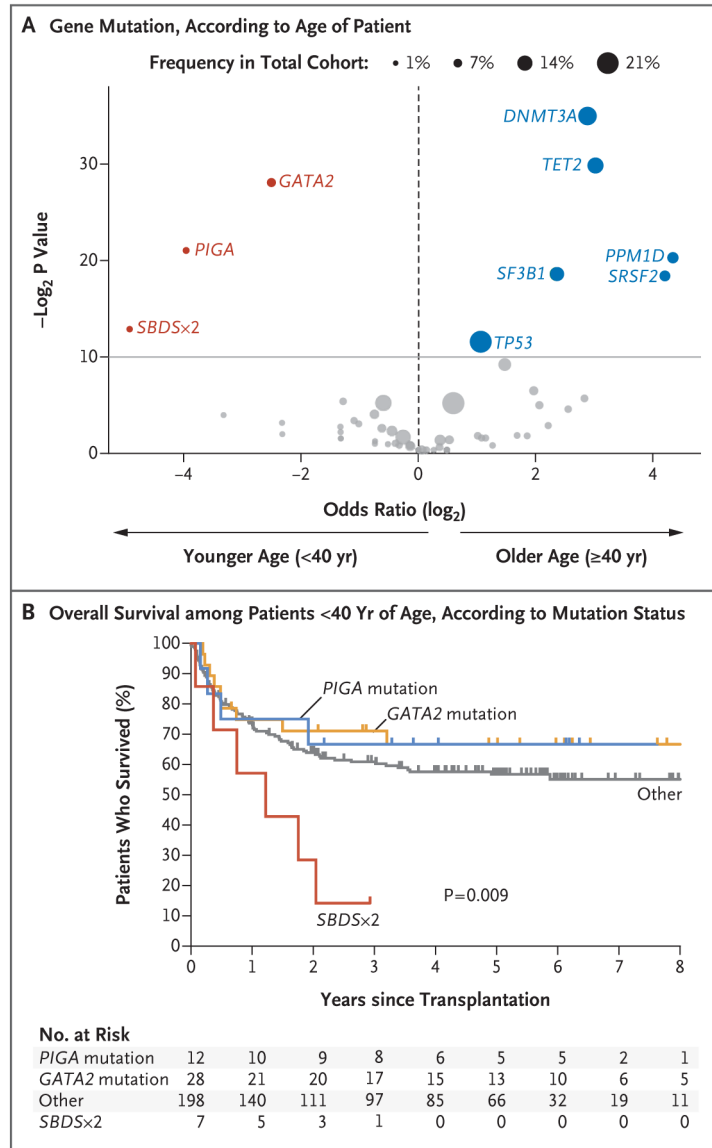 A Gene Mutation, According to Age of Patient
Frequency in Total Cohort: 1% 7% 14% 21%
DNMT3A
TET2
GATA2
PIGA
PPM1D
SF3B1
SRSF2
SBDS×2
TP53
30
20
10
0
−Log2 P Value
−4 −2 0 2 4
Odds Ratio (log2)
Younger Age (<40 yr) Older Age (≥40 yr)
B Overall Survival among Patients <40 Yr of Age, According to Mutation Status
100
90
80
70
60
50
40
30
20
10
0
Patients Who Survived (%)
PIGA mutation
GATA2 mutation
Other
P=0.009
SBDS×2
0 1 2 3 4 5 6 7 8
Years since Transplantation
No. at Risk
PIGA mutation 12 10 9 8 6 5 5 2 1
GATA2 mutation 28 21 20 17 15 13 10 6 5
Other 198 140 111 97 85 66 32 19 11
SBDS×2 7 5 3 1 0 0 0 0 0